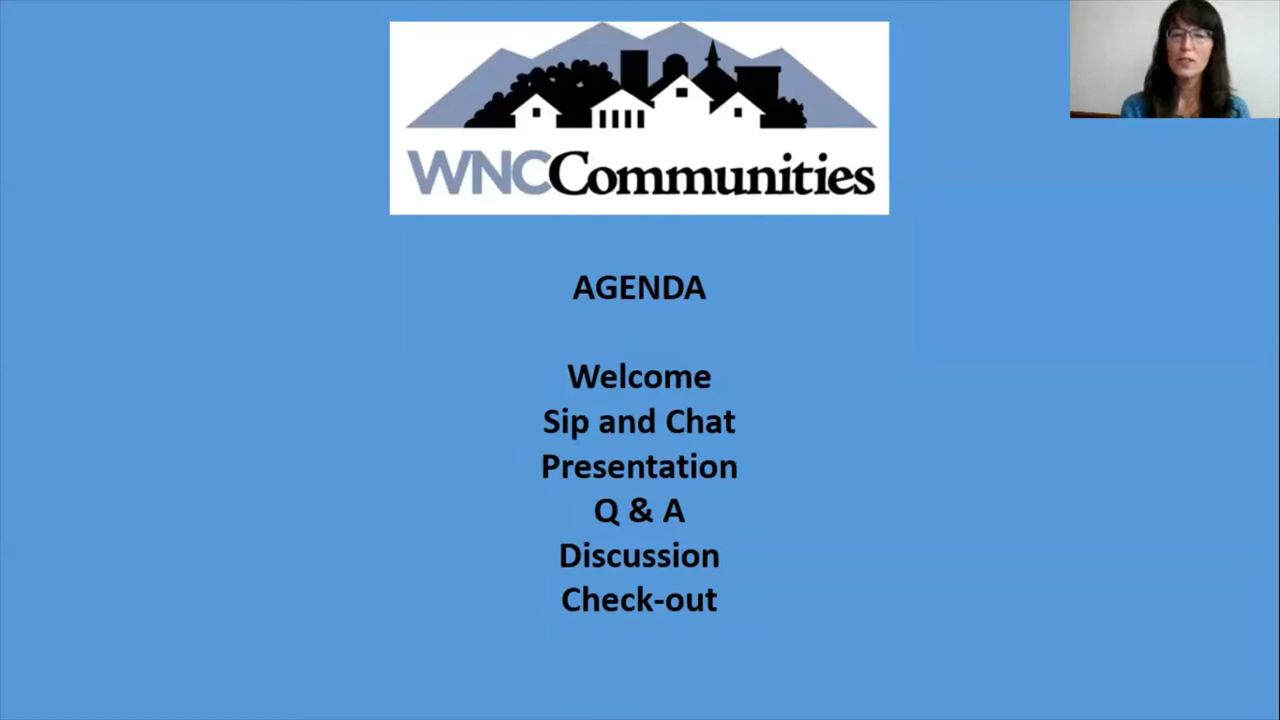 WNCCommunities
AGENDA
Welcome
Sip and Chat
Presentation
Q & A
Discussion
Check-out